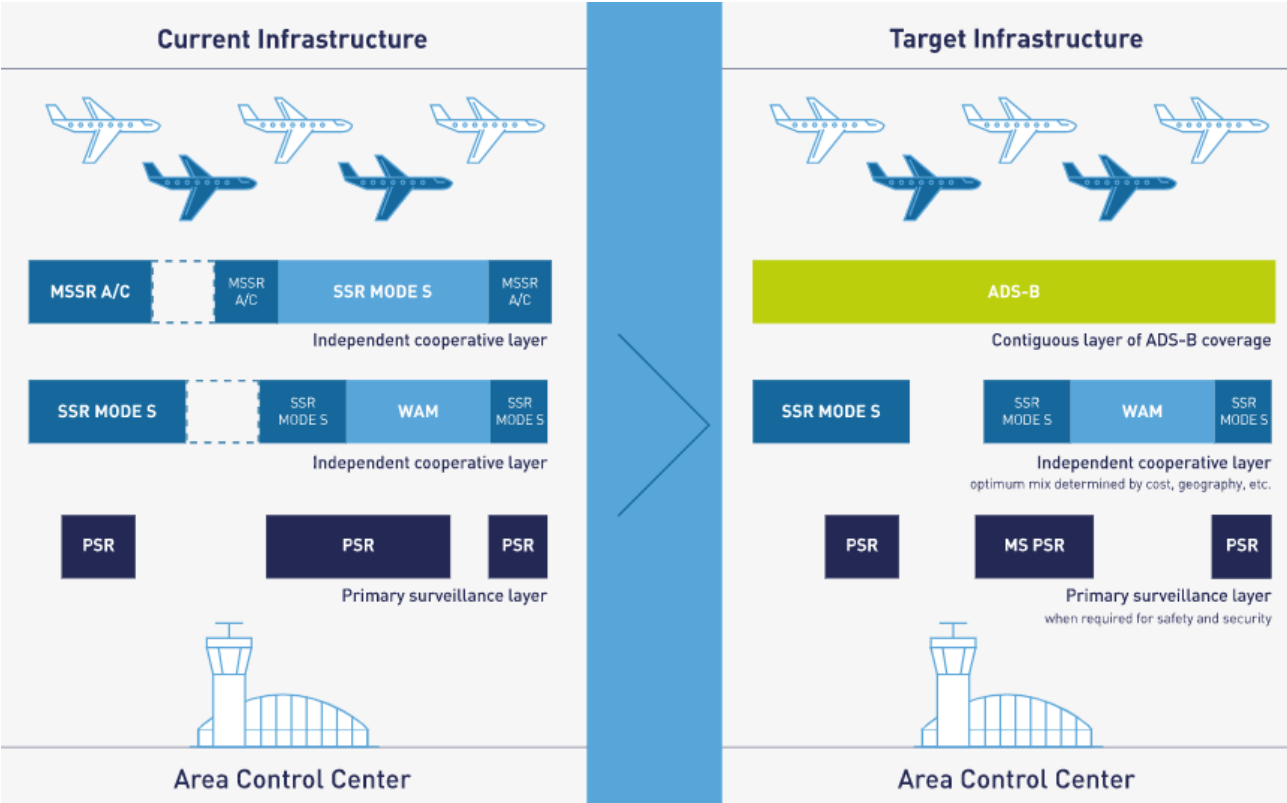 Current Infrastructure
MSSR A/C
MSSR
A/C
SSR MODE S
MSSR
A/C
Independent cooperative layer
SSR MODE S
SSR
MODE S
WAM
SSR
MODE S
Independent cooperative layer
PSR
PSR
PSR
Primary surveillance layer
Area Control Center
Target Infrastructure
ADS-B
Contiguous layer of ADS-B coverage
SSR MODE S
SSR
MODE S
WAM
SSR
MODE S
Independent cooperative layer
optimum mix determined by cost, geography, etc.
PSR
MS PSR
PSR
Primary surveillance layer
when required for safety and security
Area Control Center